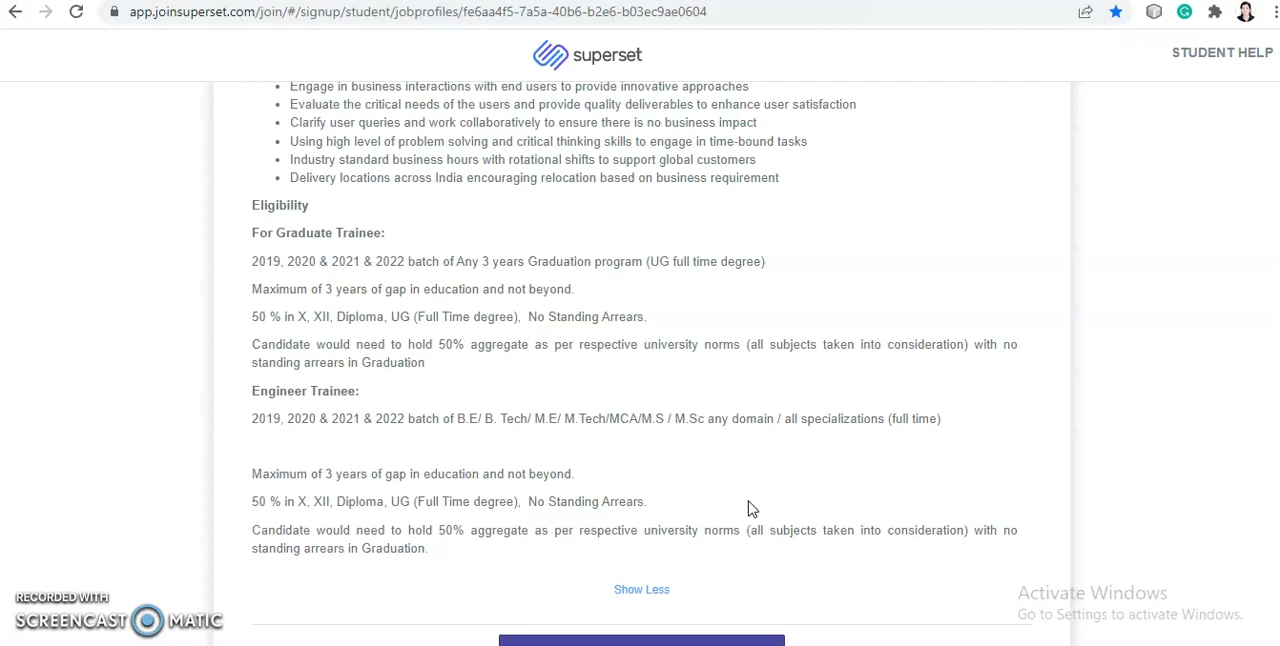 app.joinsuperset.com/join/#/signup/student/jobprofiles/fe6aa4f5-7a5a-40b6-b2e6-b03ec9ae0604
superset
STUDENT HELP
Engage in business interactions with end users to provide innovative approaches
Evaluate the critical needs of the users and provide quality deliverables to enhance user satisfaction
Clarify user queries and work collaboratively to ensure there is no business impact
Using high level of problem solving and critical thinking skills to engage in time-bound tasks
Industry standard business hours with rotational shifts to support global customers
Delivery locations across India encouraging relocation based on business requirement
Eligibility
For Graduate Trainee:
2019, 2020 & 2021 & 2022 batch of Any 3 years Graduation program (UG full time degree)
Maximum of 3 years of gap in education and not beyond.
50 % in X, XII, Diploma, UG (Full Time degree),  No Standing Arrears.
Candidate would need to hold 50% aggregate as per respective university norms (all subjects taken into consideration) with no
standing arrears in Graduation
Engineer Trainee:
2019, 2020 & 2021 & 2022 batch of B.E/ B. Tech/ M.E/ M.Tech/MCA/M.S / M.Sc any domain / all specializations (full time)
Maximum of 3 years of gap in education and not beyond.
50 % in X, XII, Diploma, UG (Full Time degree),  No Standing Arrears.
Candidate would need to hold 50% aggregate as per respective university norms (all subjects taken into consideration) with no
standing arrears in Graduation.
Show Less
RECORDED WITH
SCREENCAST MATIC
Activate Windows
Go to Settings to activate Windows.